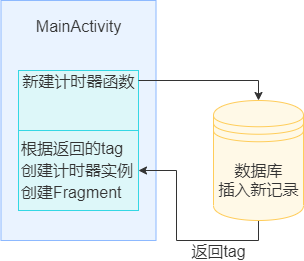 MainActivity
新建计时器函数
根据返回的tag
创建计时器实例
创建Fragment
数据库
插入新记录
返回tag